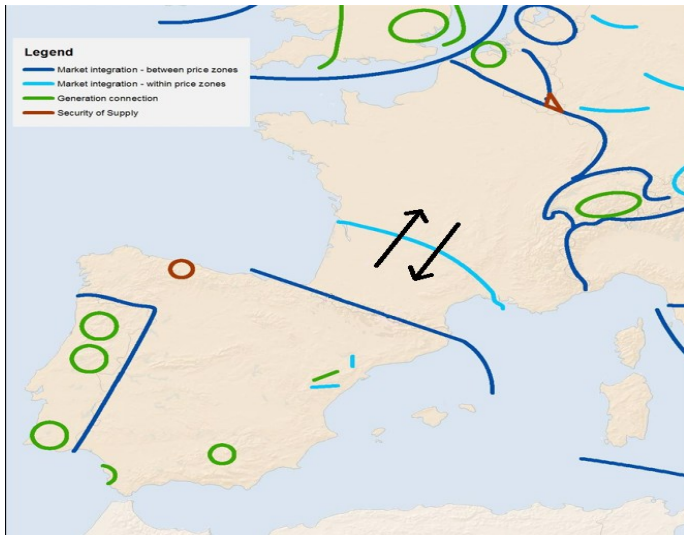 Legend
Market integration - between price zones
Market integration - within price zones
Generation connection
Security of Supply